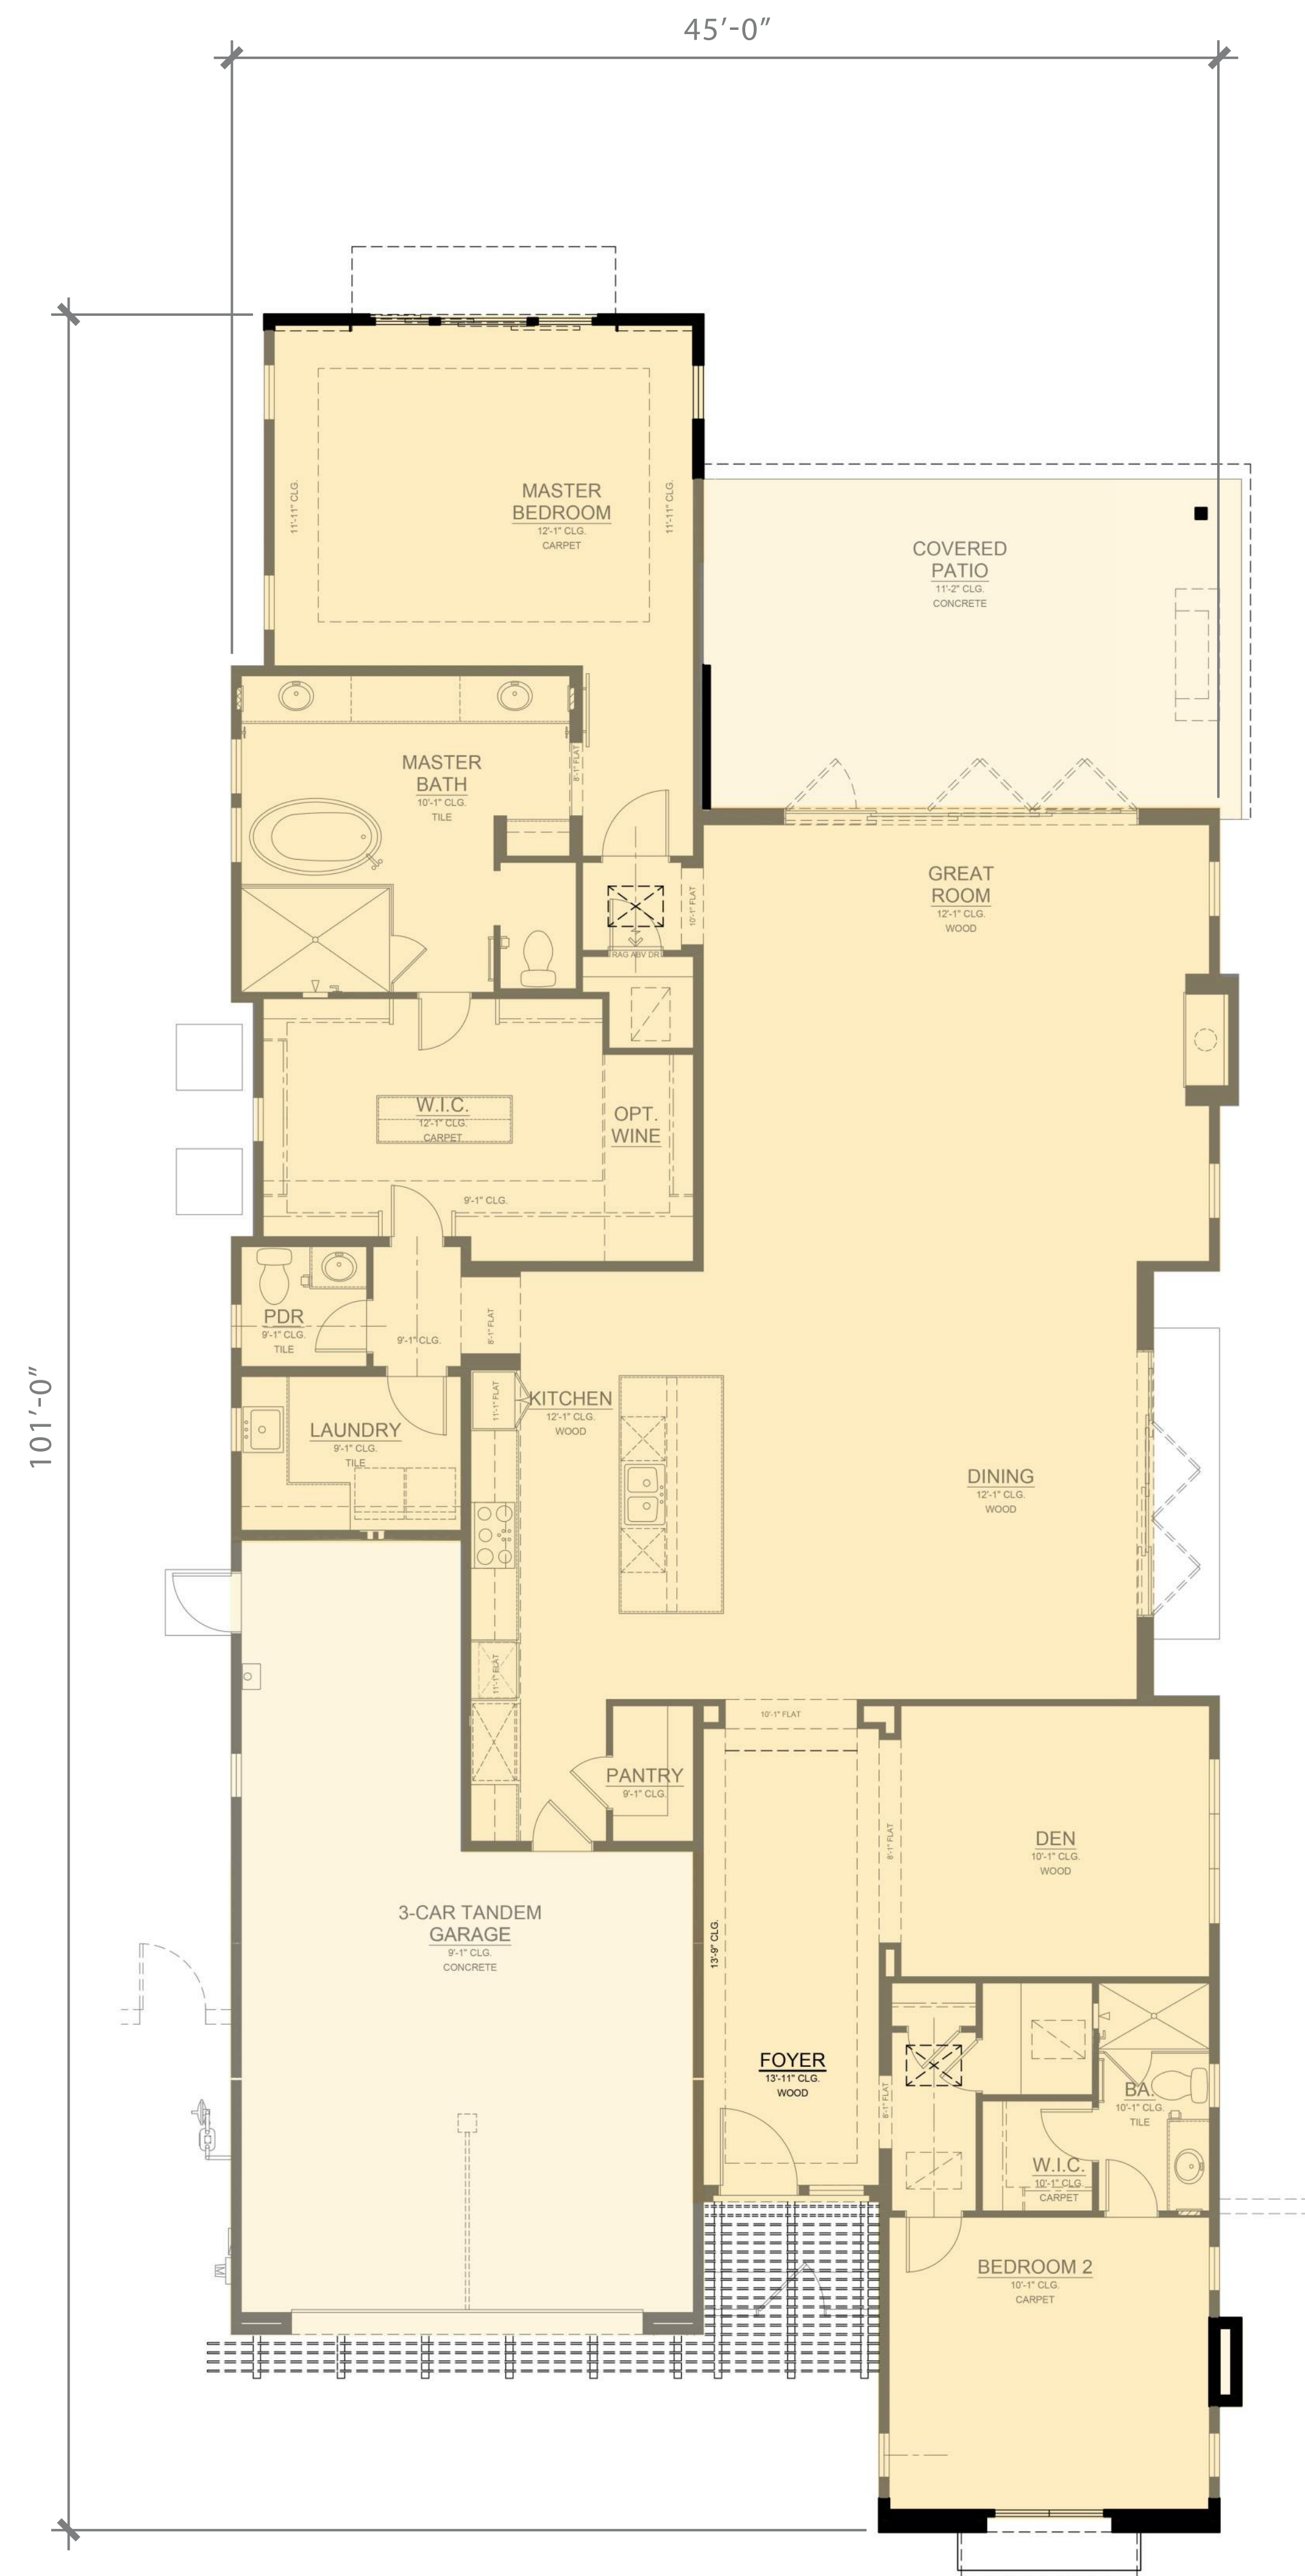 45'-0"
101'-0"
MASTER
BEDROOM
12'-1" CLG.
CARPET
11'-11" CLG.
11'-11" CLG.
COVERED
PATIO
11'-2" CLG.
CONCRETE
MASTER
BATH
10'-1" CLG.
TILE
8'-1" FLAT
GREAT
ROOM
12'-1" CLG.
WOOD
10'-1" FLAT
W.I.C.
12'-1" CLG.
CARPET
9'-1" CLG.
OPT.
WINE
PDR
9'-1" CLG.
TILE
9'-1" CLG.
8'-1" FLAT
LAUNDRY
9'-1" CLG.
TILE
11'-1" FLAT
KITCHEN
12'-1" CLG.
WOOD
DINING
12'-1" CLG.
WOOD
11'-1" FLAT
10'-1" FLAT
PANTRY
9'-1" CLG.
DEN
10'-1" CLG.
WOOD
8'-1" FLAT
3-CAR TANDEM
GARAGE
9'-1" CLG.
CONCRETE
13'-9" CLG.
FOYER
13'-11" CLG.
WOOD
8'-1" FLAT
BA.
10'-1" CLG.
TILE
W.I.C.
10'-1" CLG.
CARPET
BEDROOM 2
10'-1" CLG.
CARPET
M